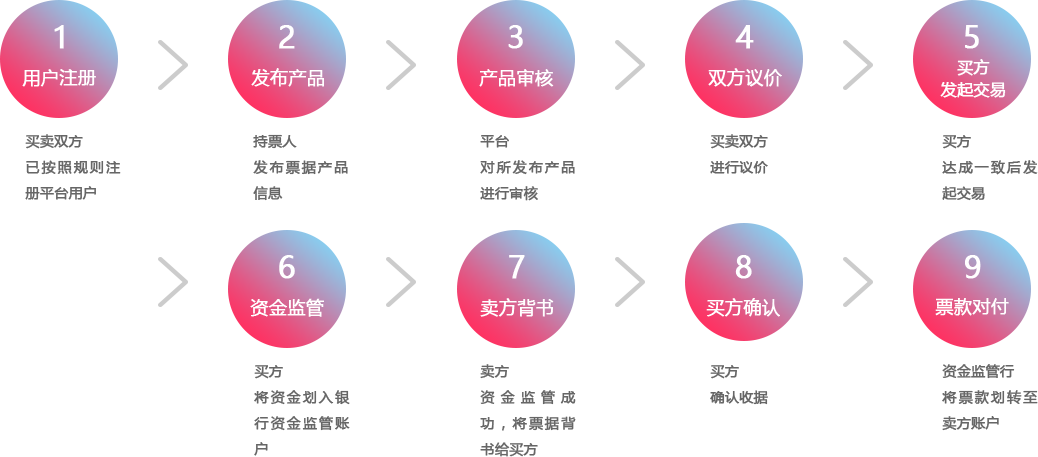 1
用户注册
买卖双方
已按照规则注
册平台用户
2
发布产品
持票人
发布票据产品
信息
3
产品审核
平台
对所发布产品
进行审核
4
双方议价
买卖双方
进行议价
5
买方
发起交易
买方
达成一致后发
起交易
6
资金监管
买方
将资金划入银
行资金监管账
户
7
卖方背书
卖方
资金监管成
功，将票据背
书给买方
8
买方确认
买方
确认收据
9
票款对付
资金监管行
将票款划转至
卖方账户